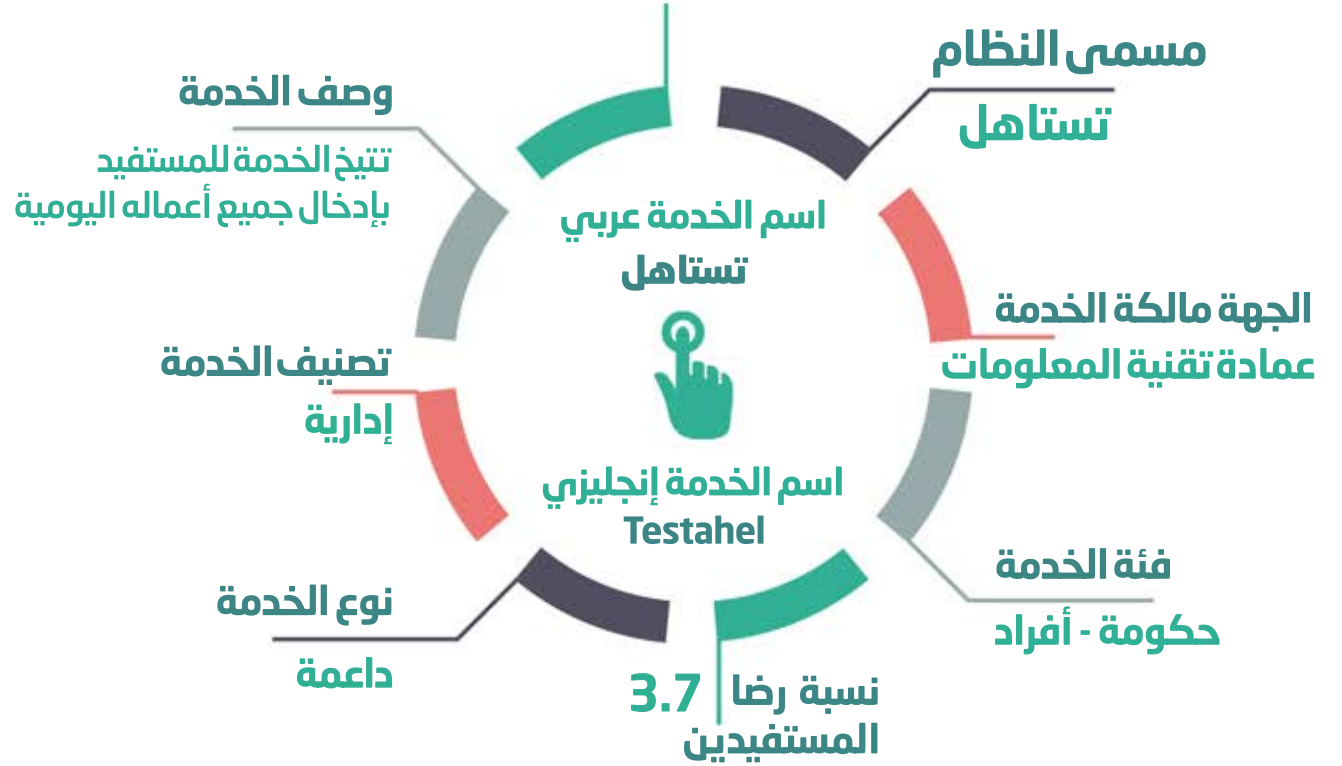 مسمى النظام
تستاهل
الجهة مالكة الخدمة
عمادة تقنية المعلومات
فئة الخدمة
حكومة - أفراد
اسم الخدمة عربي
تستاهل
اسم الخدمة إنجليزي
Testahel
نسبة رضا 3.7
المستفيدين
وصف الخدمة
تتيخ الخدمة للمستفيد
بإدخال جميع أعماله اليومية
تصنيف الخدمة
إدارية
نوع الخدمة
داعمة